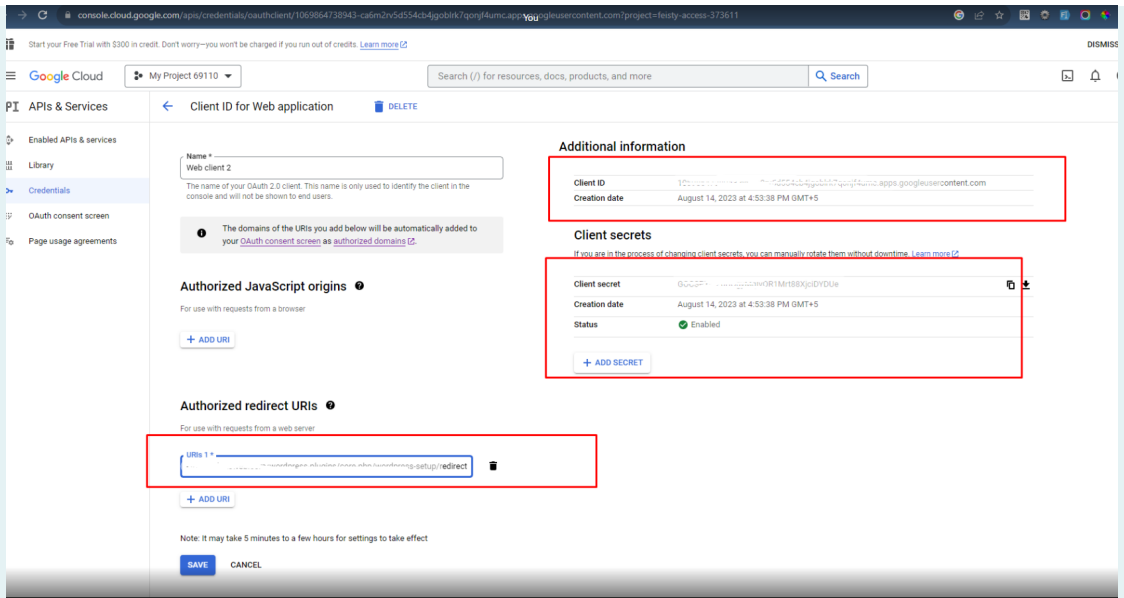 console.cloud.google.com/apis/credentials/oauthclient/1069864738943-ca6m2rv5d554cb4jgoblrk7qonjf4umc.apps.googleusercontent.com?project=feisty-access-373611
You
Start your Free Trial with $300 in credit. Don't worry—you won't be charged if you run out of credits. Learn more
DISMISS
Google Cloud
My Project 69110
Search (/) for resources, docs, products, and more
Search
APIs & Services
Client ID for Web application
DELETE
Enabled APIs & services
Library
Credentials
OAuth consent screen
Page usage agreements
Name *
Web client 2
The name of your OAuth 2.0 client. This name is only used to identify the client in the
console and will not be shown to end users.
The domains of the URIs you add below will be automatically added to
your OAuth consent screen as authorized domains.
Authorized JavaScript origins
For use with requests from a browser
+ ADD URI
Authorized redirect URIs
For use with requests from a web server
URIs 1 *
-setup/redirect
+ ADD URI
Note: It may take 5 minutes to a few hours for settings to take effect
SAVE
CANCEL
Additional information
Client ID
.apps.googleusercontent.com
Creation date
August 14, 2023 at 4:53:38 PM GMT+5
Client secrets
If you are in the process of changing client secrets, you can manually rotate them without downtime. Learn more
Client secret
Creation date
August 14, 2023 at 4:53:38 PM GMT+5
Status
Enabled
+ ADD SECRET